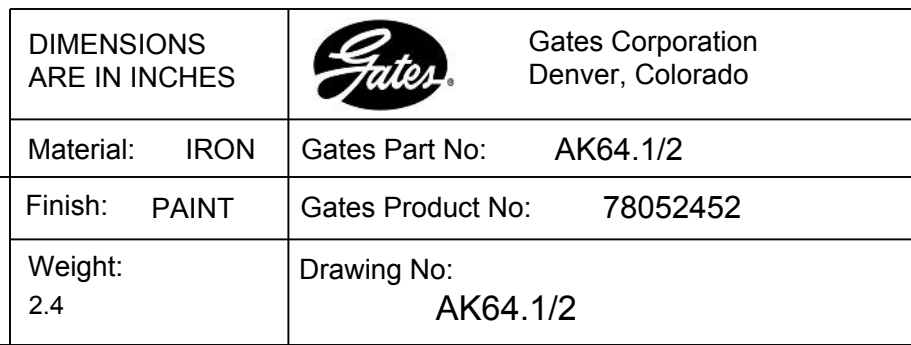 DIMENSIONS
ARE IN INCHES
Gates®
Gates Corporation
Denver, Colorado
Material: IRON
Gates Part No: AK64.1/2
Finish: PAINT
Gates Product No: 78052452
Weight:
2.4
Drawing No:
AK64.1/2